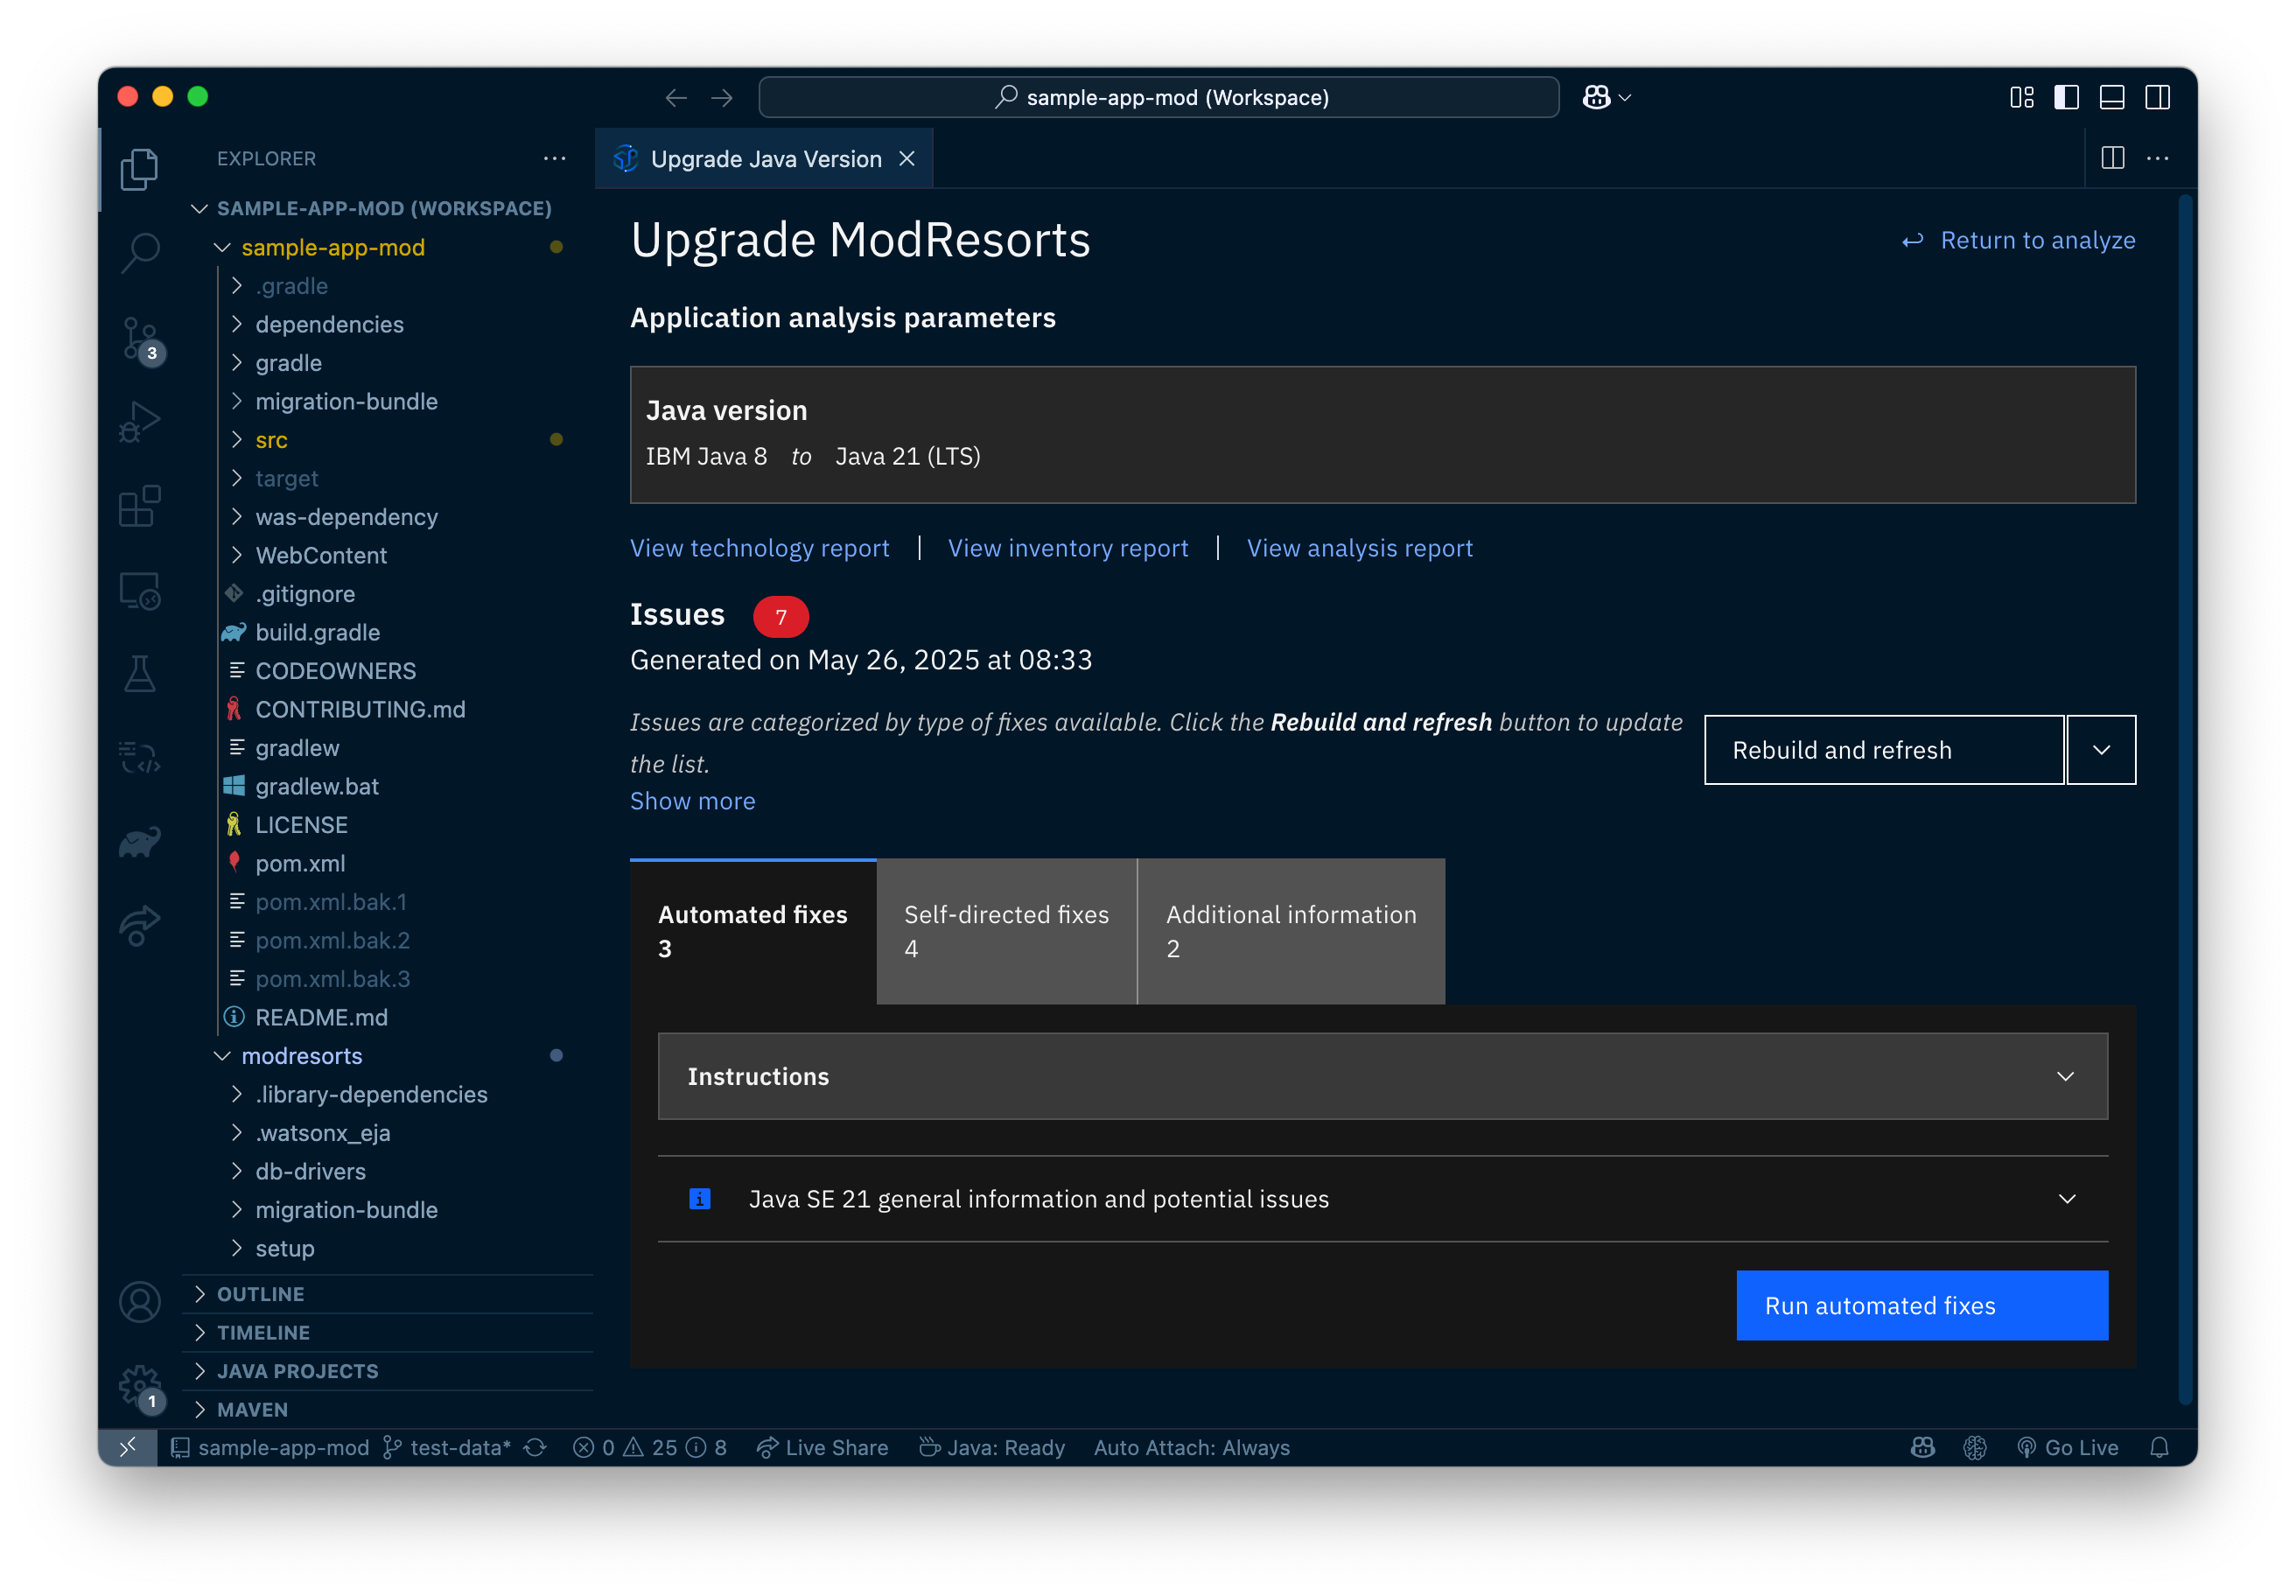 sample-app-mod (Workspace)
EXPLORER
SAMPLE-APP-MOD (WORKSPACE)
sample-app-mod
.gradle
dependencies
gradle
migration-bundle
src
target
was-dependency
WebContent
.gitignore
build.gradle
CODEOWNERS
CONTRIBUTING.md
gradlew
gradlew.bat
LICENSE
pom.xml
pom.xml.bak.1
pom.xml.bak.2
pom.xml.bak.3
README.md
modresorts
.library-dependencies
.watsonx_eja
db-drivers
migration-bundle
setup
OUTLINE
TIMELINE
JAVA PROJECTS
MAVEN
3
1
Upgrade Java Version
Upgrade ModResorts
Return to analyze
Application analysis parameters
Java version
IBM Java 8 to Java 21 (LTS)
View technology report | View inventory report | View analysis report
Issues 7
Generated on May 26, 2025 at 08:33
Issues are categorized by type of fixes available. Click the Rebuild and refresh button to update
the list.
Show more
Rebuild and refresh
Automated fixes
3
Self-directed fixes
4
Additional information
2
Instructions
Java SE 21 general information and potential issues
Run automated fixes
sample-app-mod test-data* 0 25 8 Live Share Java: Ready Auto Attach: Always Go Live